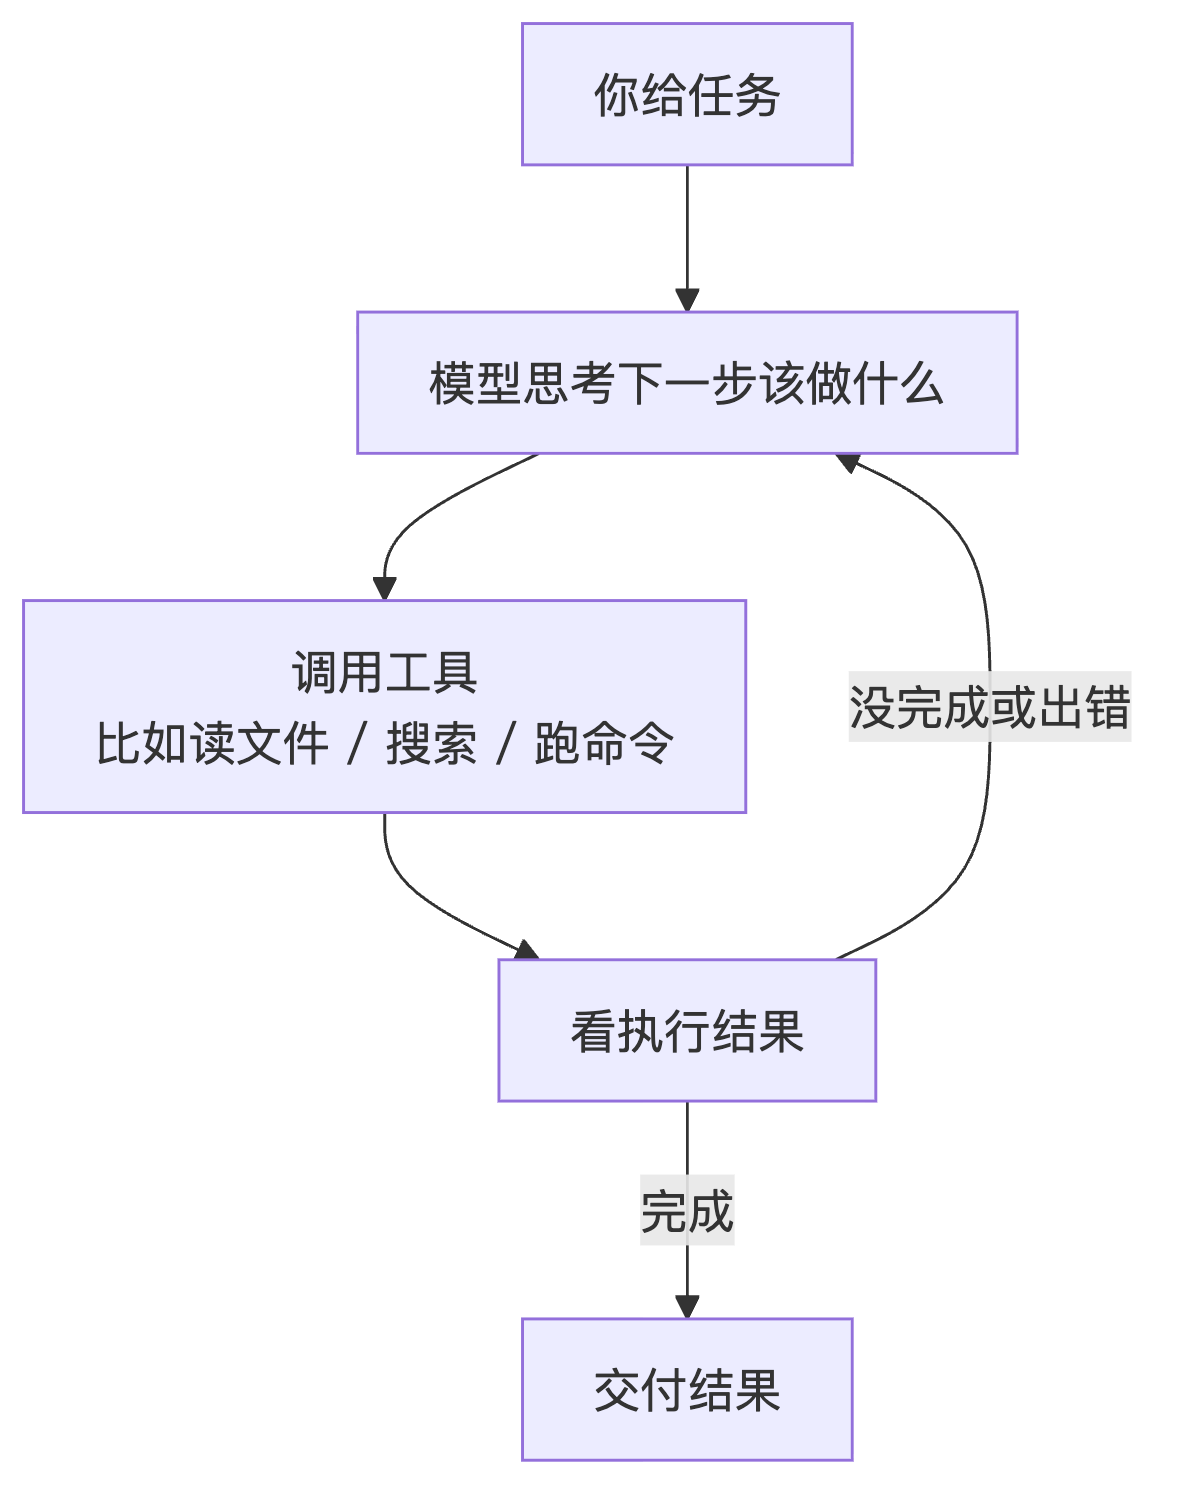 你给任务
模型思考下一步该做什么
调用工具
比如读文件 / 搜索 / 跑命令
没完成或出错
看执行结果
完成
交付结果